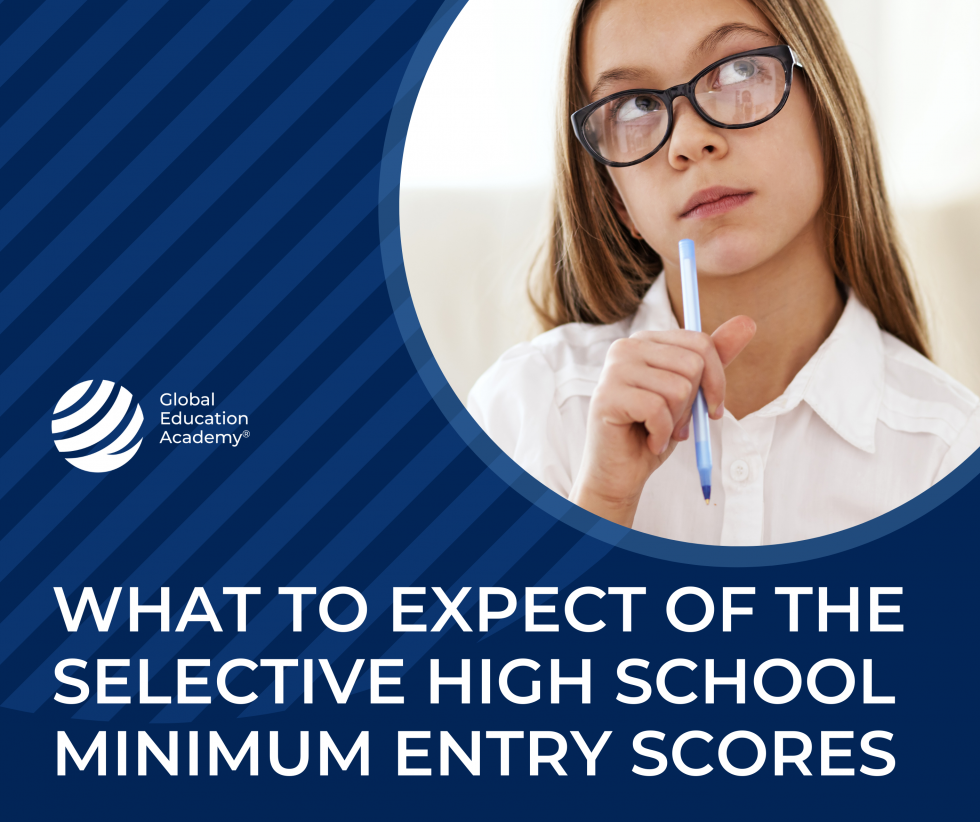 Global
Education
Academy®
WHAT TO EXPECT OF THE
SELECTIVE HIGH SCHOOL
MINIMUM ENTRY SCORES